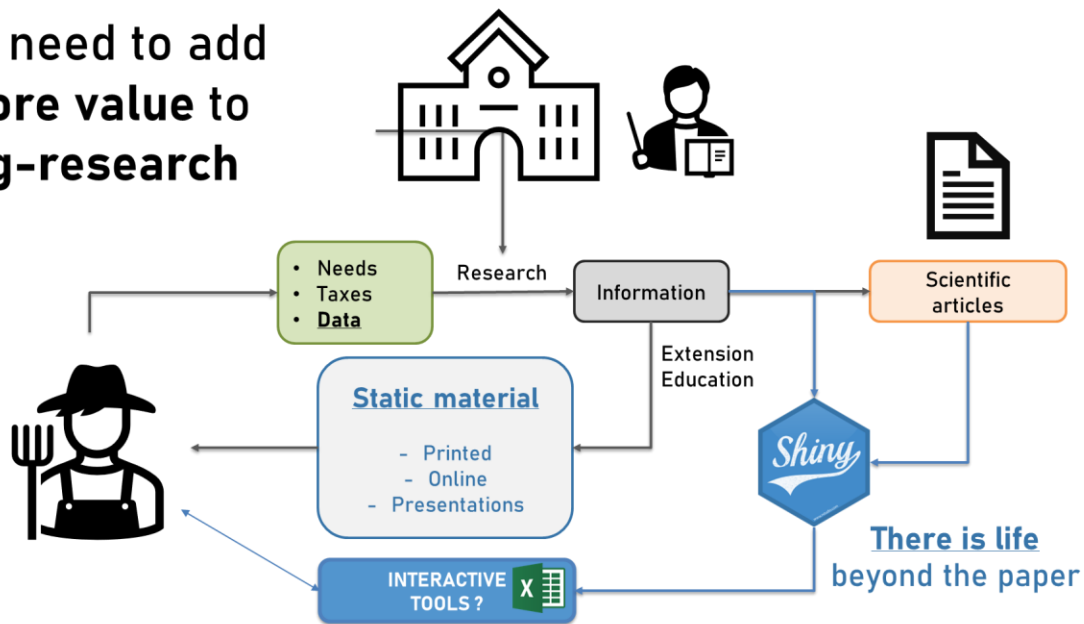 need to add
ore value to
g-research
• Needs
• Taxes
• Data
Research
Information
Scientific
articles
Extension
Education
Static material
- Printed
- Online
- Presentations
Shiny
There is life
beyond the paper
INTERACTIVE
TOOLS ?
X